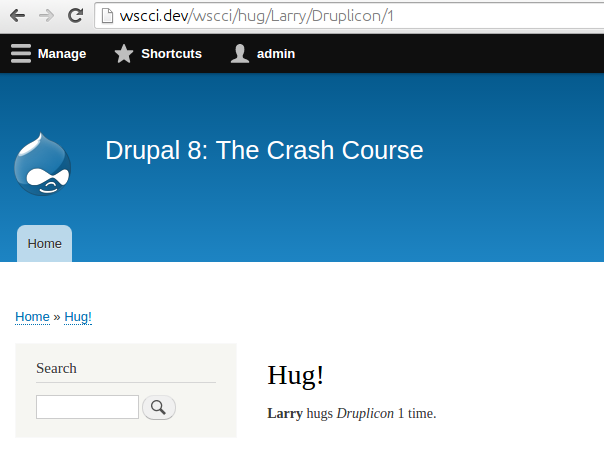 wscci.dev/wscci/hug/Larry/Druplicon/1
Manage Shortcuts admin
Drupal 8: The Crash Course
Home
Home » Hug!
Search
Hug!
Larry hugs Druplicon 1 time.